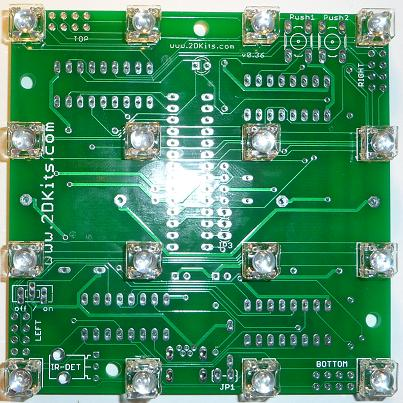 Push1 Push2
TOP
www.2DKits.com
v0.36
RIGHT
www.2DKits.com
off / on
LEFT
IR-DET
BOTTOM
JP1